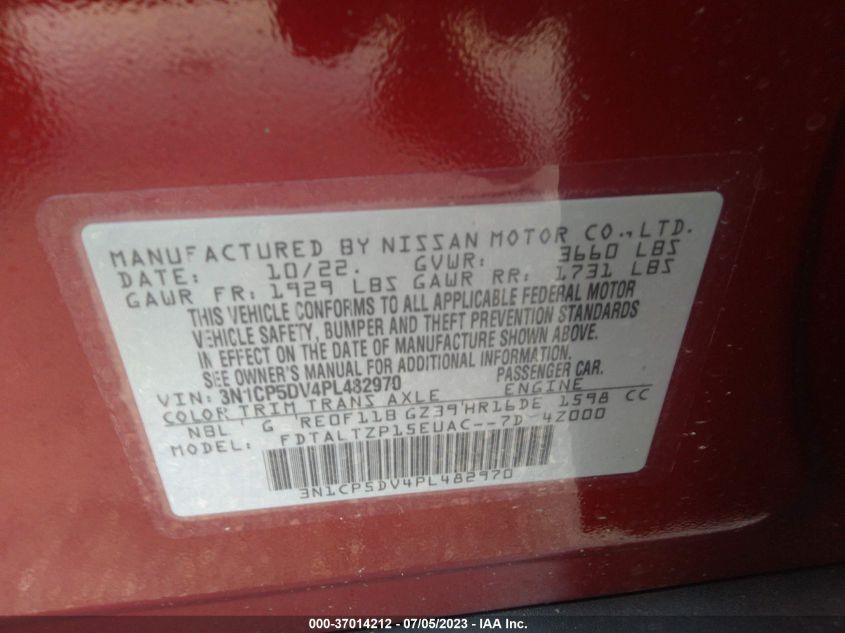 MANUFACTURED BY NISSAN MOTOR CO., LTD.
DATE: 10/22. GVWR: 3660 LBS
GAWR FR: 1929 LBS GAWR RR: 1731 LBS
THIS VEHICLE CONFORMS TO ALL APPLICABLE FEDERAL MOTOR
VEHICLE SAFETY, BUMPER AND THEFT PREVENTION STANDARDS
IN EFFECT ON THE DATE OF MANUFACTURE SHOWN ABOVE.
SEE OWNER'S MANUAL FOR ADDITIONAL INFORMATION.
VIN: 3N1CP5DV4PL482970 PASSENGER CAR.
COLOR TRIM TRANS AXLE ENGINE
NBL G RE0F11B GZ39 HR16DE 1598 CC
MODEL: FDTALTZP15EUAC--7D-4Z000
3N1CP5DV4PL482970
000-37014212 - 07/05/2023 - IAA Inc.